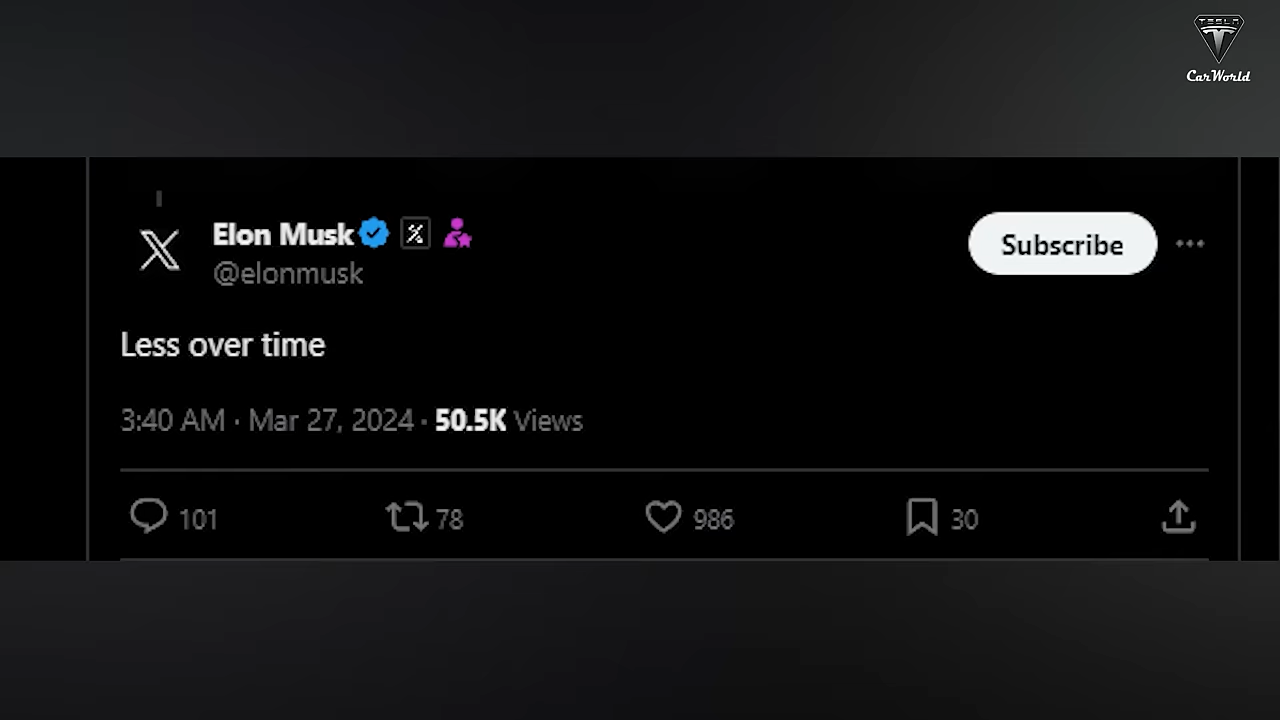 TESLA
CarWorld
Elon Musk
@elonmusk
Subscribe
Less over time
3:40 AM · Mar 27, 2024 · 50.5K Views
101 78 986 30